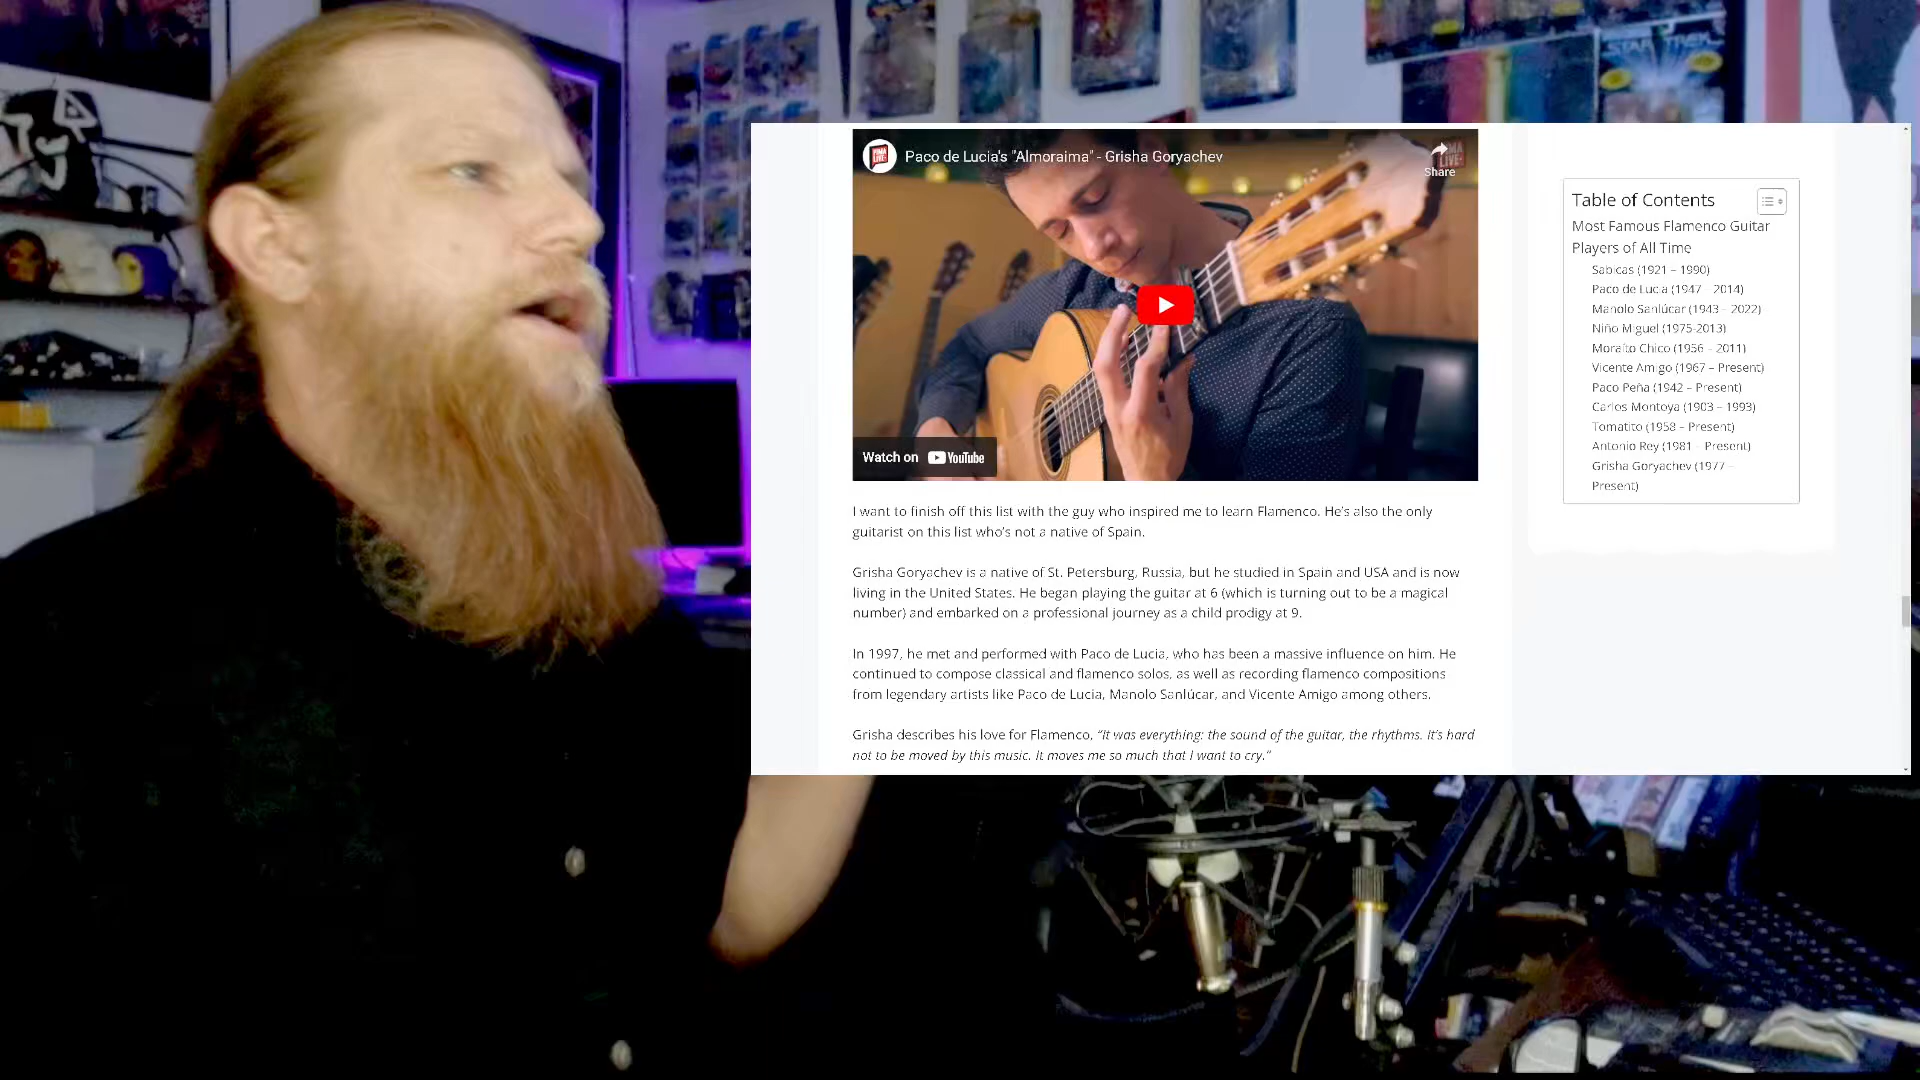 STAR TREK
Paco de Lucia's "Almoraima" - Grisha Goryachev
Share
Watch on YouTube
I want to finish off this list with the guy who inspired me to learn Flamenco. He's also the only
guitarist on this list who's not a native of Spain.
Grisha Goryachev is a native of St. Petersburg, Russia, but he studied in Spain and USA and is now
living in the United States. He began playing the guitar at 6 (which is turning out to be a magical
number) and embarked on a professional journey as a child prodigy at 9.
In 1997, he met and performed with Paco de Lucia, who has been a massive influence on him. He
continued to compose classical and flamenco solos, as well as recording flamenco compositions
from legendary artists like Paco de Lucia, Manolo Sanlúcar, and Vicente Amigo among others.
Grisha describes his love for Flamenco, "It was everything: the sound of the guitar, the rhythms. It's hard
not to be moved by this music. It moves me so much that I want to cry."
Table of Contents
Most Famous Flamenco Guitar
Players of All Time
Sabicas (1921 – 1990)
Paco de Lucia (1947 – 2014)
Manolo Sanlúcar (1943 – 2022)
Niño Miguel (1975-2013)
Moraíto Chico (1956 – 2011)
Vicente Amigo (1967 – Present)
Paco Peña (1942 – Present)
Carlos Montoya (1903 – 1993)
Tomatito (1958 – Present)
Antonio Rey (1981 – Present)
Grisha Goryachev (1977 –
Present)